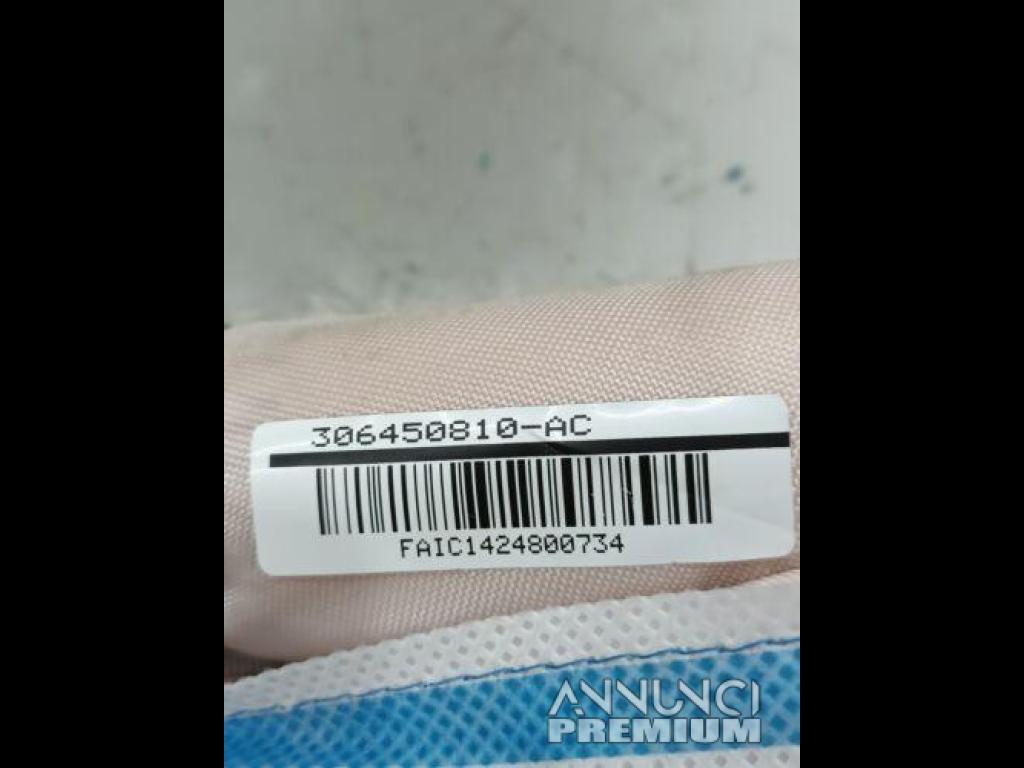 306450810-AC
FAIC1424800734
ANNUNCI
PREMIUM